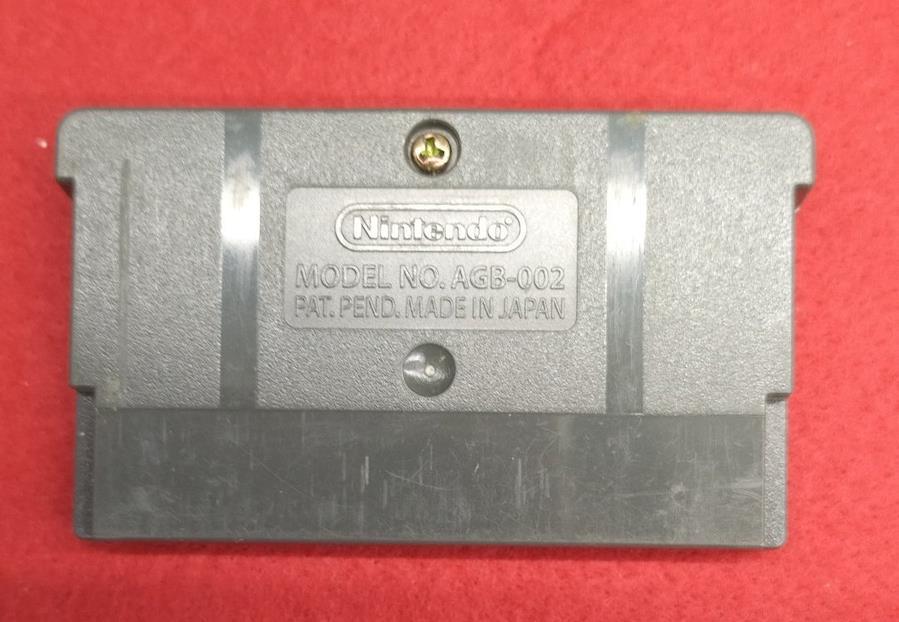 Nintendo®
MODEL NO. AGB-002
PAT. PEND. MADE IN JAPAN